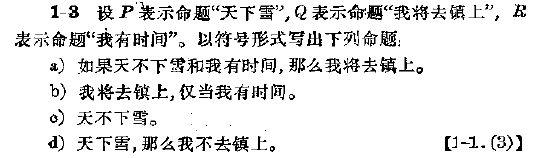 1-3 设 P 表示命题“天下雪”, Q 表示命题“我将去镇上”, R
表示命题“我有时间”。以符号形式写出下列命题:
a) 如果天不下雪和我有时间, 那么我将去镇上。
b) 我将去镇上, 仅当我有时间。
c) 天不下雪。
d) 天下雪, 那么我不去镇上。 【1-1. (3)】